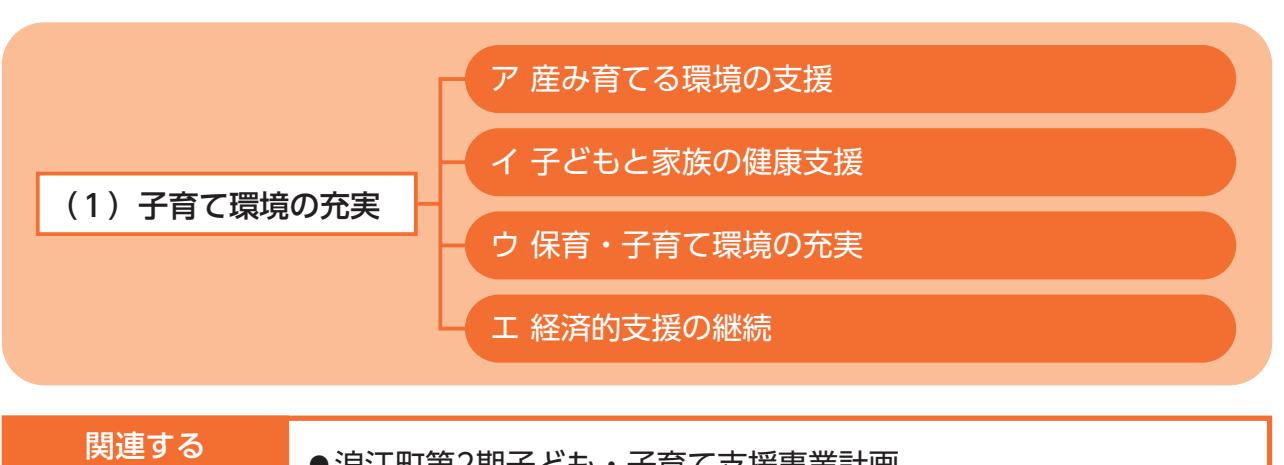 ア 産み育てる環境の支援
イ 子どもと家族の健康支援
(1)子育て環境の充実
ウ 保育・子育て環境の充実
エ 経済的支援の継続
関連する
●浪江町第2期子ども・子育て支援事業計画